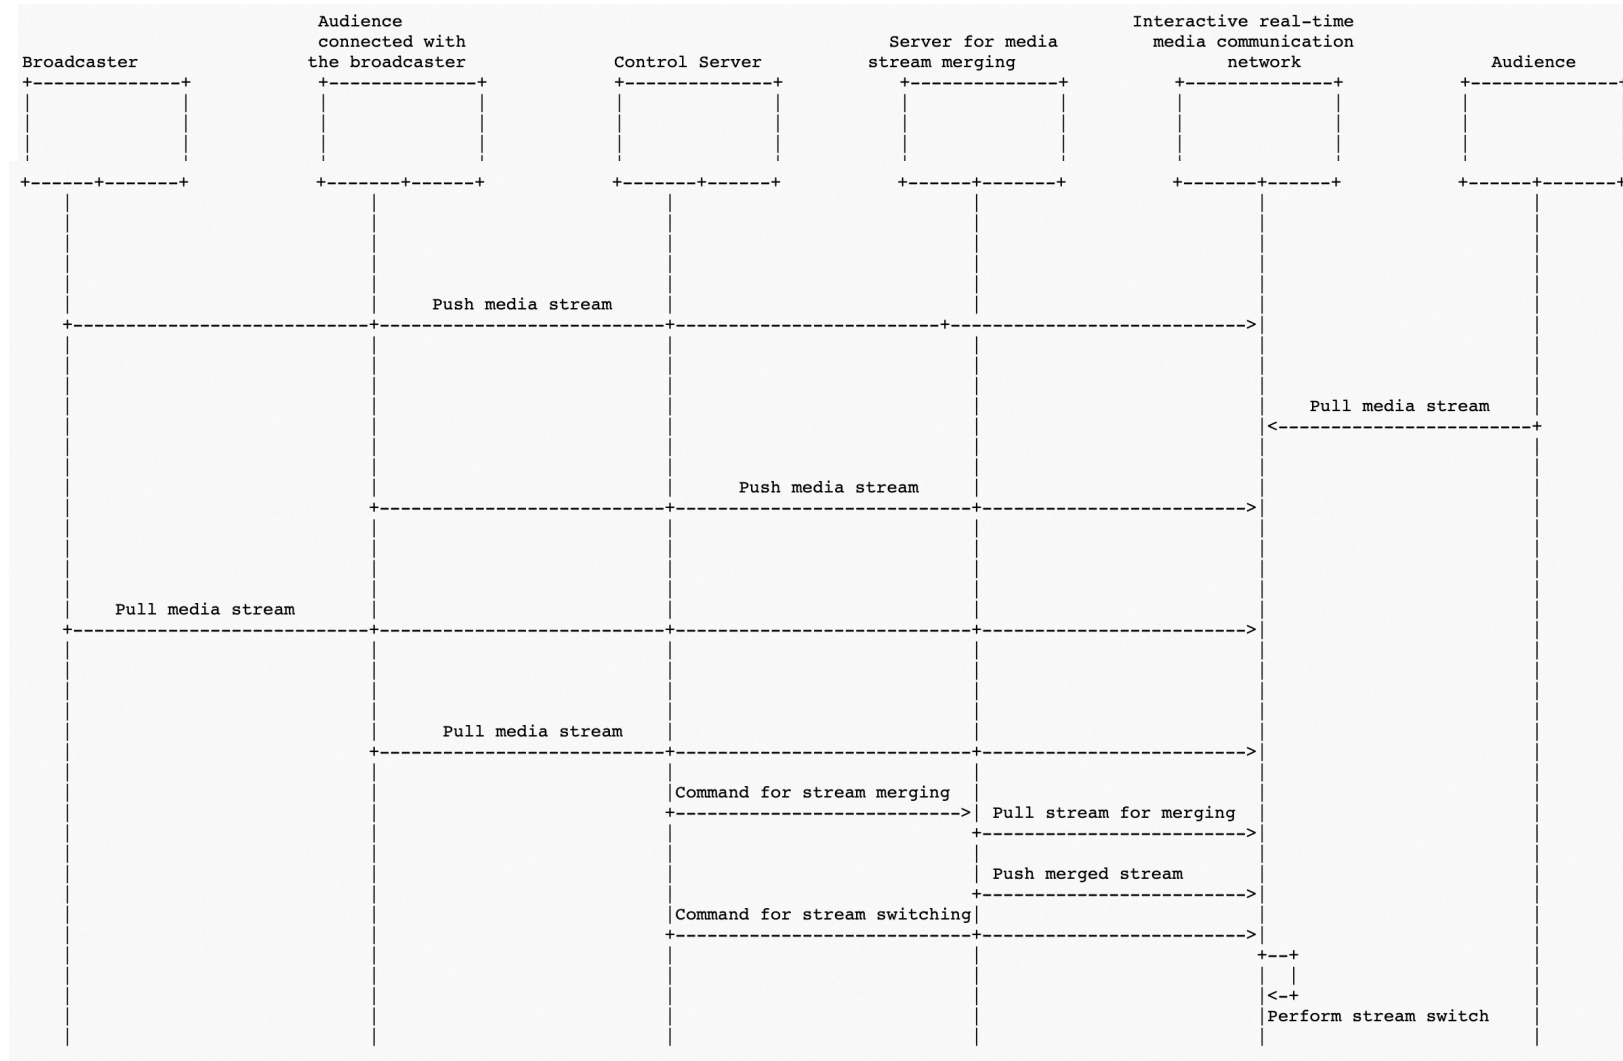 Broadcaster
Audience
connected with
the broadcaster
Control Server
Server for media
stream merging
Interactive real-time
media communication
network
Audience
Push media stream
Pull media stream
Push media stream
Pull media stream
Pull media stream
Command for stream merging
Pull stream for merging
Push merged stream
Command for stream switching
Perform stream switch